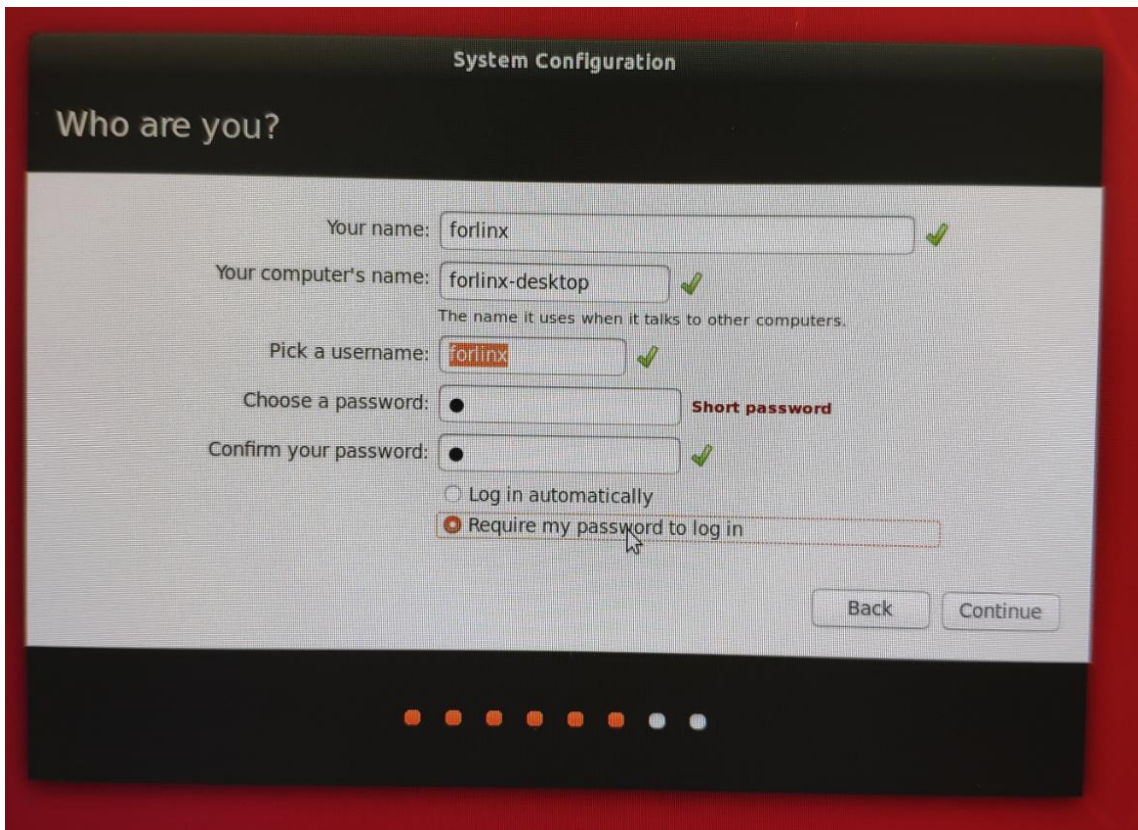 System Configuration
Who are you?
Your name: forlinx
Your computer's name: forlinx-desktop
The name it uses when it talks to other computers.
Pick a username: forlinx
Choose a password: ● Short password
Confirm your password: ●
Log in automatically
Require my password to log in
Back Continue